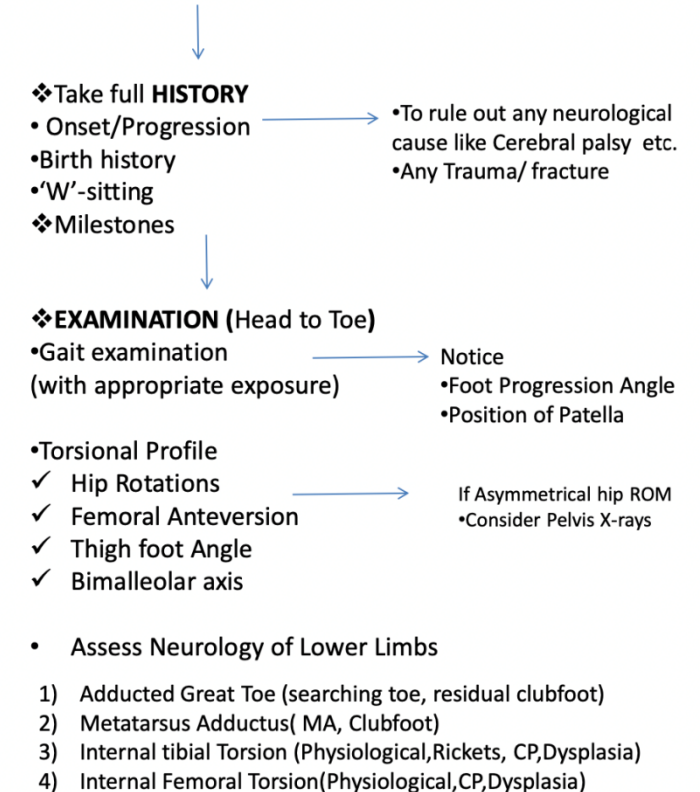 ❖Take full HISTORY
• Onset/Progression
•Birth history
•‘W’-sitting
❖Milestones
•To rule out any neurological
cause like Cerebral palsy etc.
•Any Trauma/ fracture
❖EXAMINATION (Head to Toe)
•Gait examination
(with appropriate exposure)
Notice
•Foot Progression Angle
•Position of Patella
•Torsional Profile
✓ Hip Rotations
✓ Femoral Anteversion
✓ Thigh foot Angle
✓ Bimalleolar axis
If Asymmetrical hip ROM
•Consider Pelvis X-rays
• Assess Neurology of Lower Limbs
1) Adducted Great Toe (searching toe, residual clubfoot)
2) Metatarsus Adductus( MA, Clubfoot)
3) Internal tibial Torsion (Physiological,Rickets, CP,Dysplasia)
4) Internal Femoral Torsion(Physiological,CP,Dysplasia)